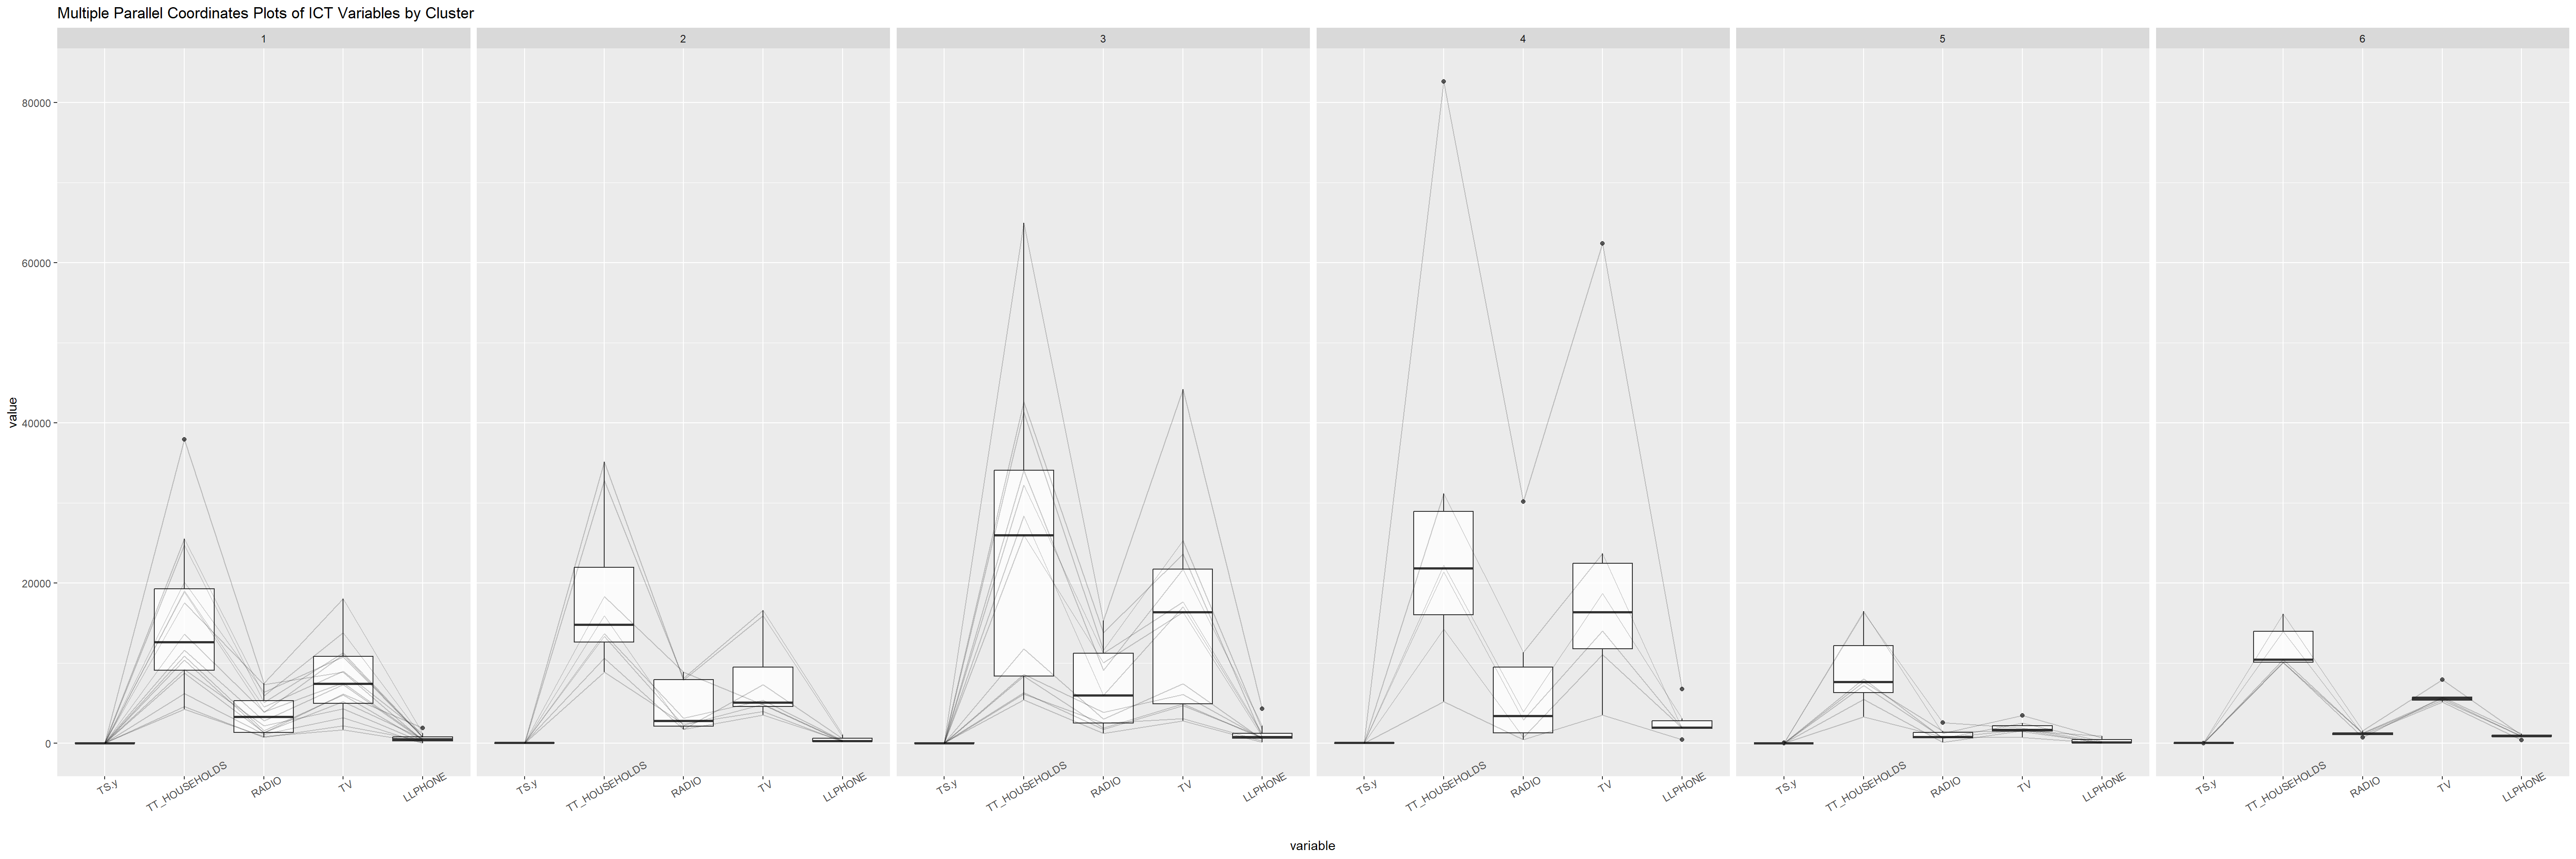 Multiple Parallel Coordinates Plots of ICT Variables by Cluster
1 2 3 4 5 6
80000
60000
40000
20000
0
value
TS.y TT_HOUSEHOLDS RADIO TV LLPHONE TS.y TT_HOUSEHOLDS RADIO TV LLPHONE TS.y TT_HOUSEHOLDS RADIO TV LLPHONE TS.y TT_HOUSEHOLDS RADIO TV LLPHONE TS.y TT_HOUSEHOLDS RADIO TV LLPHONE TS.y TT_HOUSEHOLDS RADIO TV LLPHONE
variable